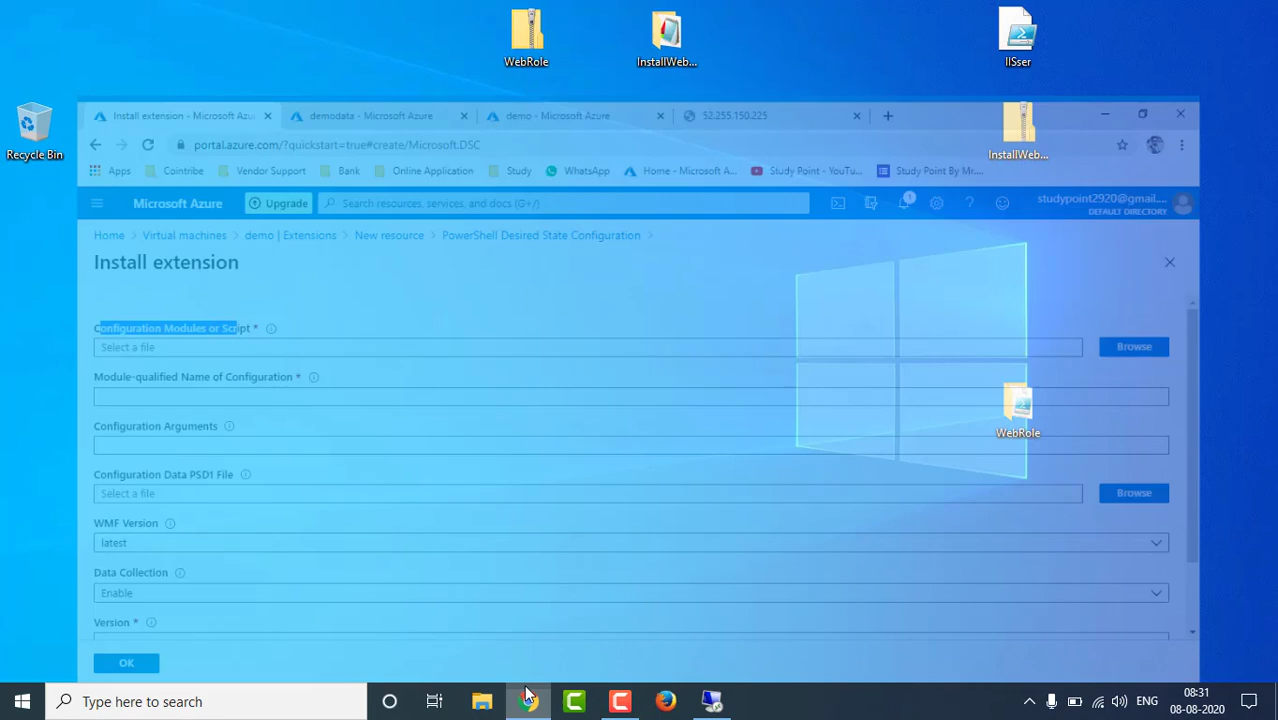 WebRole
InstallWeb...
IISser
Recycle Bin
InstallWeb...
WebRole
Install extension - Microsoft Azu
demodata - Microsoft Azure
demo - Microsoft Azure
52.255.150.225
portal.azure.com/?quickstart=true#create/Microsoft.DSC
Apps
Cointribe
Vendor Support
Bank
Online Application
Study
WhatsApp
Home - Microsoft A...
Study Point - YouTu...
Study Point By Mr....
Microsoft Azure
Upgrade
Search resources, services, and docs (G+/)
1
studypoint2920@gmail....
DEFAULT DIRECTORY
Home > Virtual machines > demo | Extensions > New resource > PowerShell Desired State Configuration >
Install extension
Configuration Modules or Script *
Select a file
Browse
Module-qualified Name of Configuration *
Configuration Arguments
Configuration Data PSD1 File
Select a file
Browse
WMF Version
latest
Data Collection
Enable
Version *
OK
Type here to search
ENG
08:31
08-08-2020